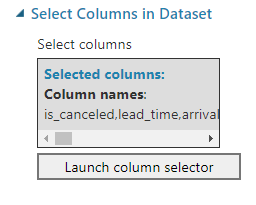 Select Columns in Dataset
Select columns
Selected columns:
Column names:
is_canceled,lead_time,arrival
Launch column selector